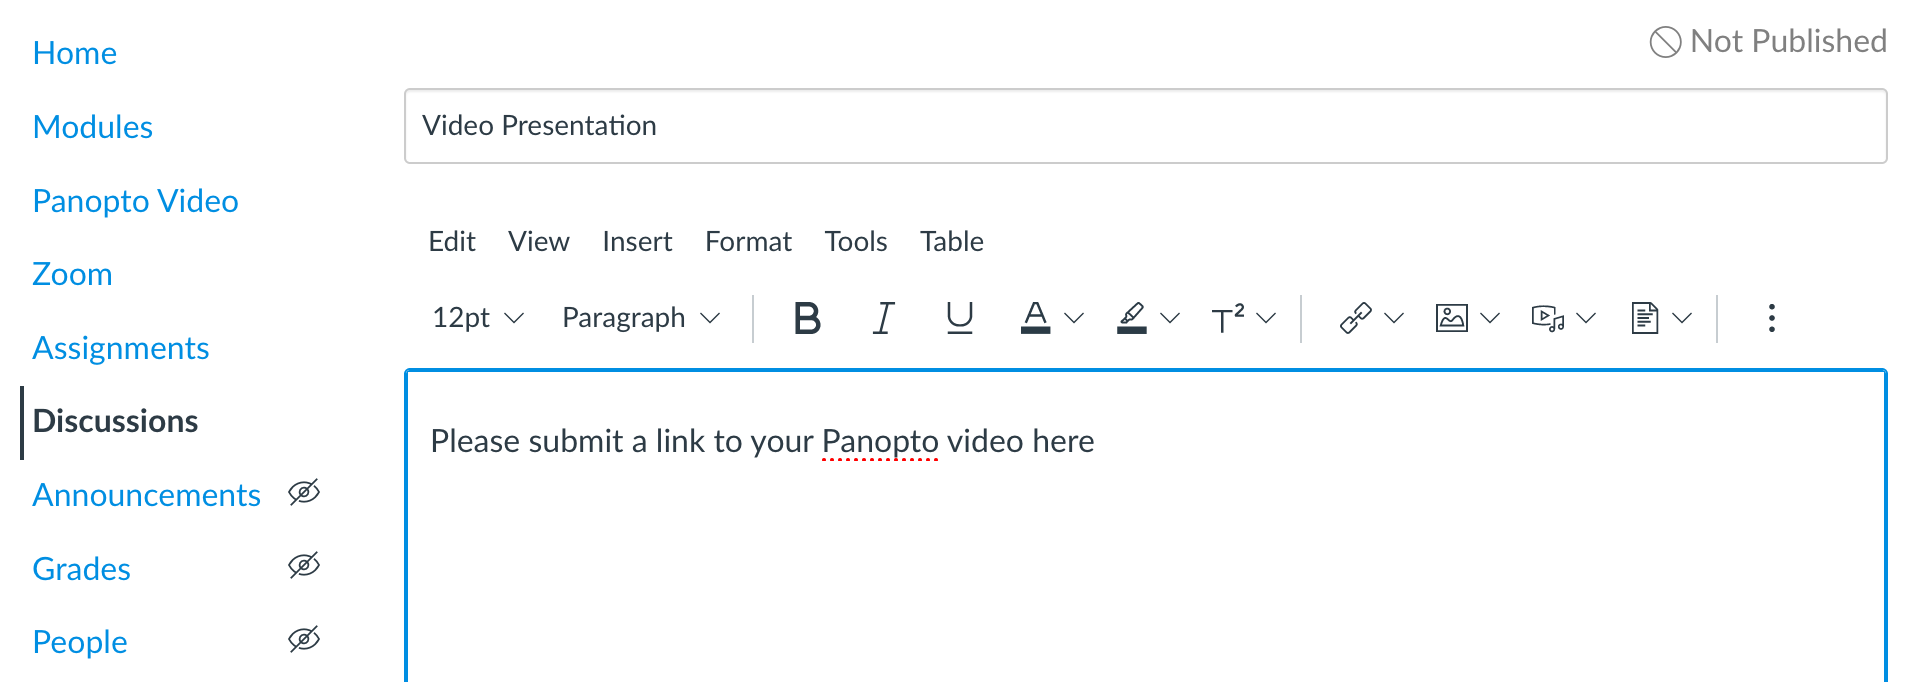 Home
Modules
Panopto Video
Zoom
Assignments
Discussions
Announcements
Grades
People
Not Published
Video Presentation
Edit View Insert Format Tools Table
12pt Paragraph B I U A T²
Please submit a link to your Panopto video here